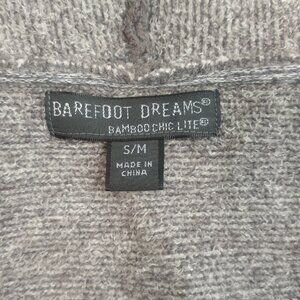 BAREFOOT DREAMS®
BAMBOO CHIC LITE®
S/M
MADE IN
CHINA